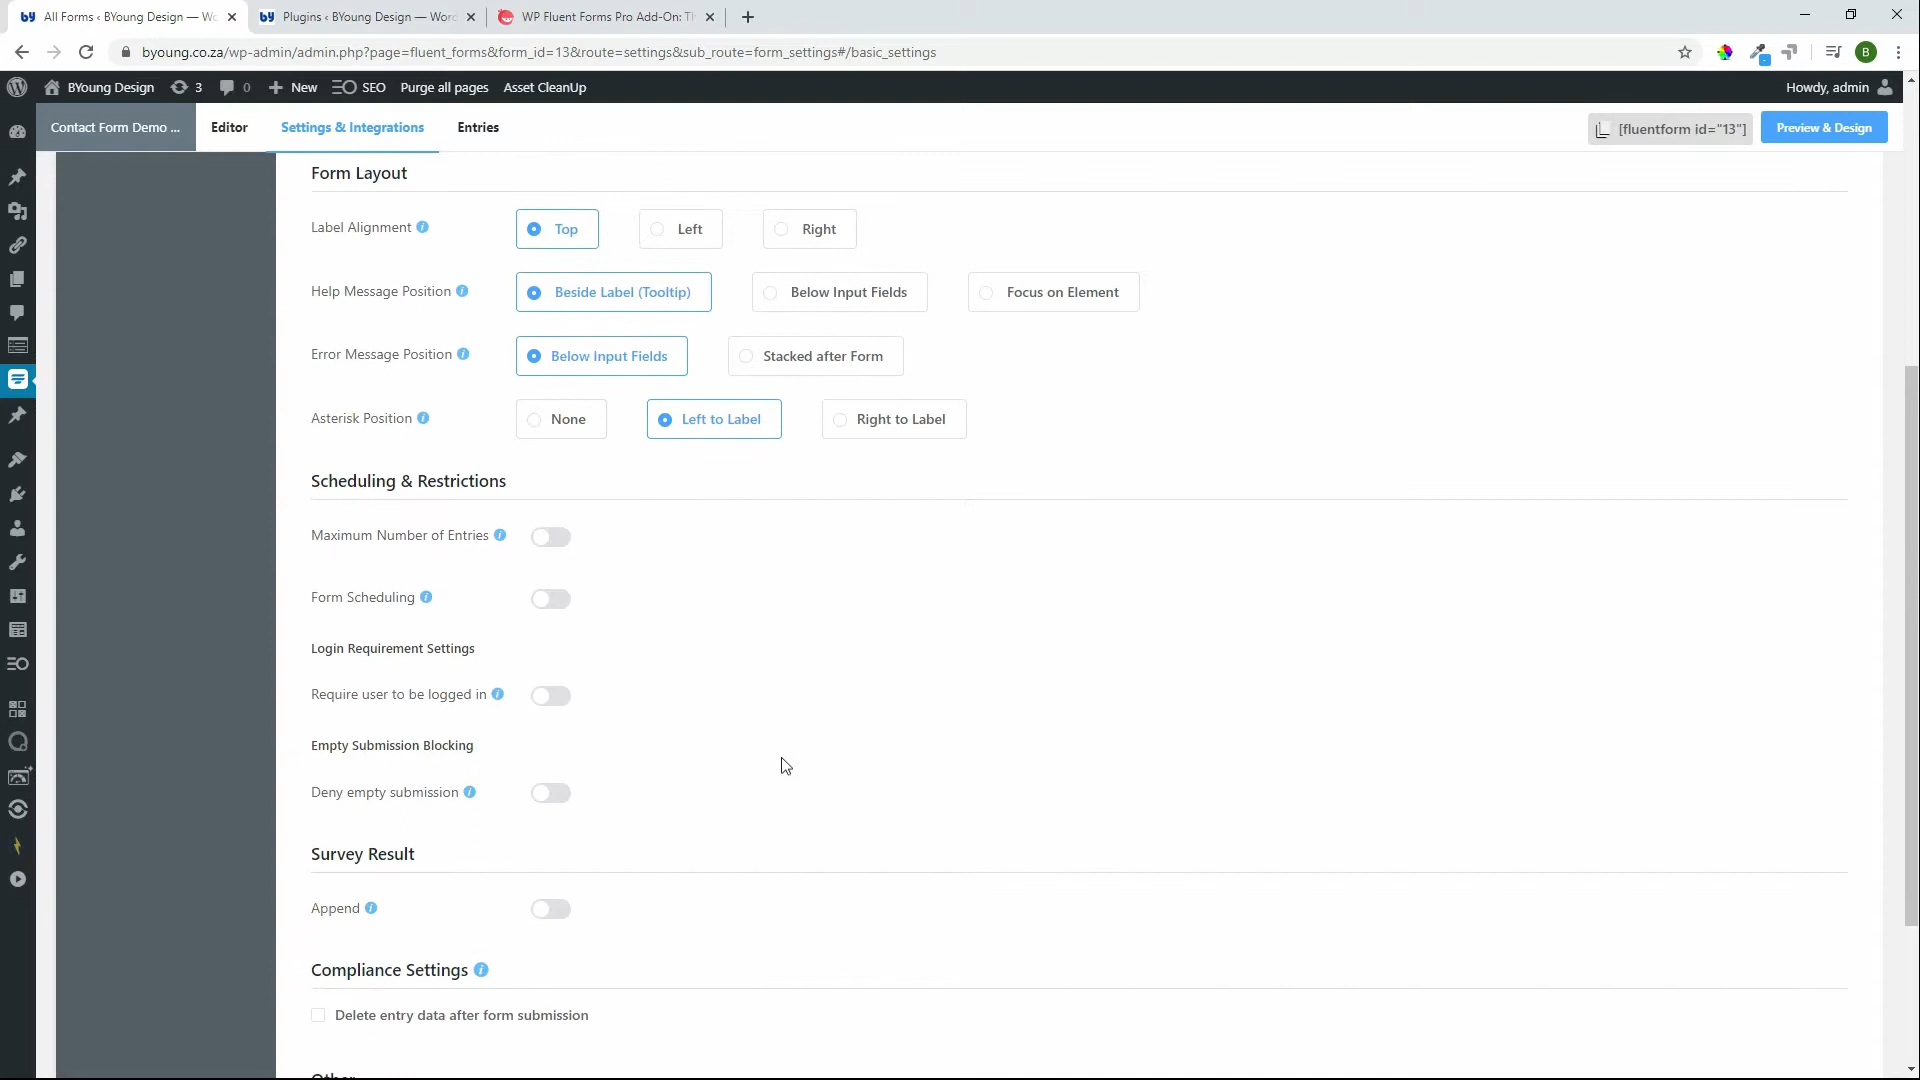 by All Forms ‹ BYoung Design — Wo
by Plugins ‹ BYoung Design — Word
WP Fluent Forms Pro Add-On: Th
byoung.co.za/wp-admin/admin.php?page=fluent_forms&form_id=13&route=settings&sub_route=form_settings#/basic_settings
B
BYoung Design 3 0 New SEO Purge all pages Asset CleanUp Howdy, admin
Contact Form Demo ... Editor Settings & Integrations Entries [fluentform id="13"] Preview & Design
Form Layout
Label Alignment Top Left Right
Help Message Position Beside Label (Tooltip) Below Input Fields Focus on Element
Error Message Position Below Input Fields Stacked after Form
Asterisk Position None Left to Label Right to Label
Scheduling & Restrictions
Maximum Number of Entries
Form Scheduling
Login Requirement Settings
Require user to be logged in
Empty Submission Blocking
Deny empty submission
Survey Result
Append
Compliance Settings
Delete entry data after form submission
Other